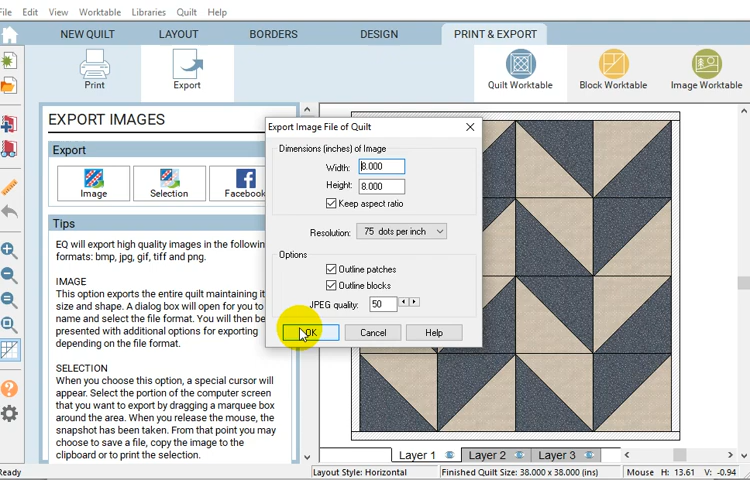 File Edit View Worktable Libraries Quilt Help
NEW QUILT LAYOUT BORDERS DESIGN PRINT & EXPORT
Print Export Quilt Worktable Block Worktable Image Worktable
EXPORT IMAGES
Export
Image Selection Facebook
Tips
EQ will export high quality images in the following
formats: bmp, jpg, gif, tiff and png.
IMAGE
This option exports the entire quilt maintaining it
size and shape. A dialog box will open for you to
name and select the file format. You will then be
presented with additional options for exporting
depending on the file format.
SELECTION
When you choose this option, a special cursor will
appear. Select the portion of the computer screen
that you want to export by dragging a marquee box
around the area. When you release the mouse, the
snapshot has been taken. From that point you may
choose to save a file, copy the image to the
clipboard or to print the selection.
Export Image File of Quilt
Dimensions (inches) of Image
Width: 8.000
Height: 8.000
Keep aspect ratio
Resolution: 75 dots per inch
Options
Outline patches
Outline blocks
JPEG quality: 50
OK Cancel Help
Layer 1 Layer 2 Layer 3
Ready Layout Style: Horizontal Finished Quilt Size: 38.000 x 38.000 (ins) Mouse H: 13.61 V: -0.94